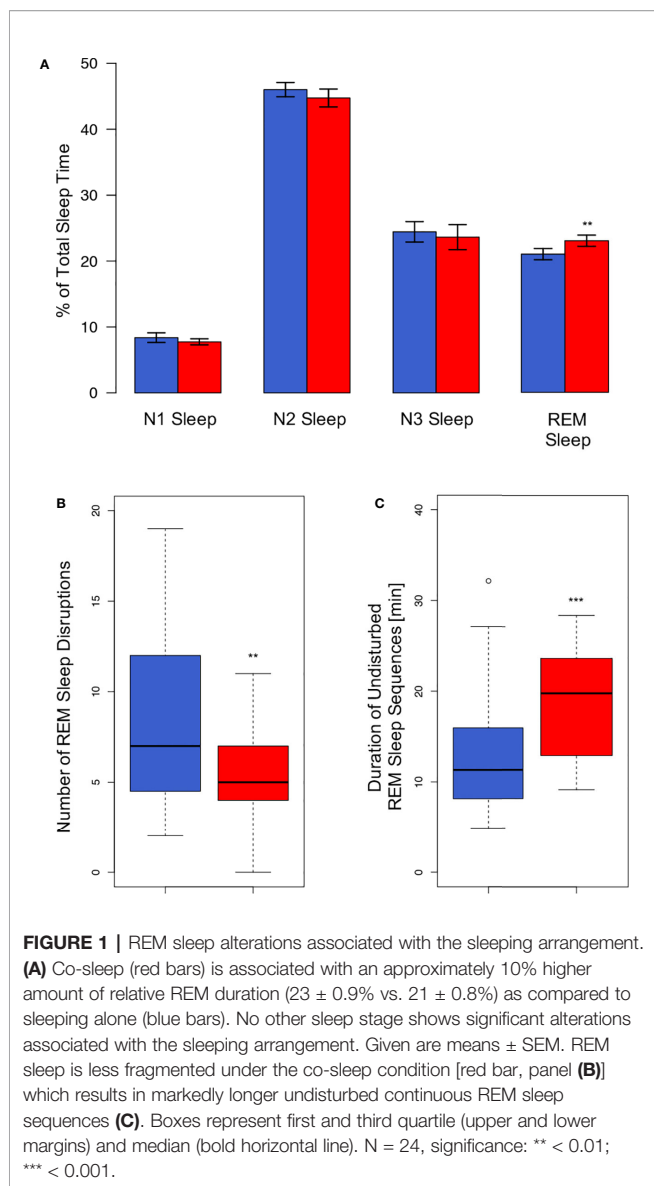 A
% of Total Sleep Time
50
40
30
20
10
0
**
N1 Sleep
N2 Sleep
N3 Sleep
REM
Sleep
B
Number of REM Sleep Disruptions
20
15
10
5
0
**
C
Duration of Undisturbed
REM Sleep Sequences [min]
40
30
20
10
0
***
FIGURE 1 | REM sleep alterations associated with the sleeping arrangement.
(A) Co-sleep (red bars) is associated with an approximately 10% higher
amount of relative REM duration (23 ± 0.9% vs. 21 ± 0.8%) as compared to
sleeping alone (blue bars). No other sleep stage shows significant alterations
associated with the sleeping arrangement. Given are means ± SEM. REM
sleep is less fragmented under the co-sleep condition [red bar, panel (B)]
which results in markedly longer undisturbed continuous REM sleep
sequences (C). Boxes represent first and third quartile (upper and lower
margins) and median (bold horizontal line). N = 24, significance: ** < 0.01;
*** < 0.001.